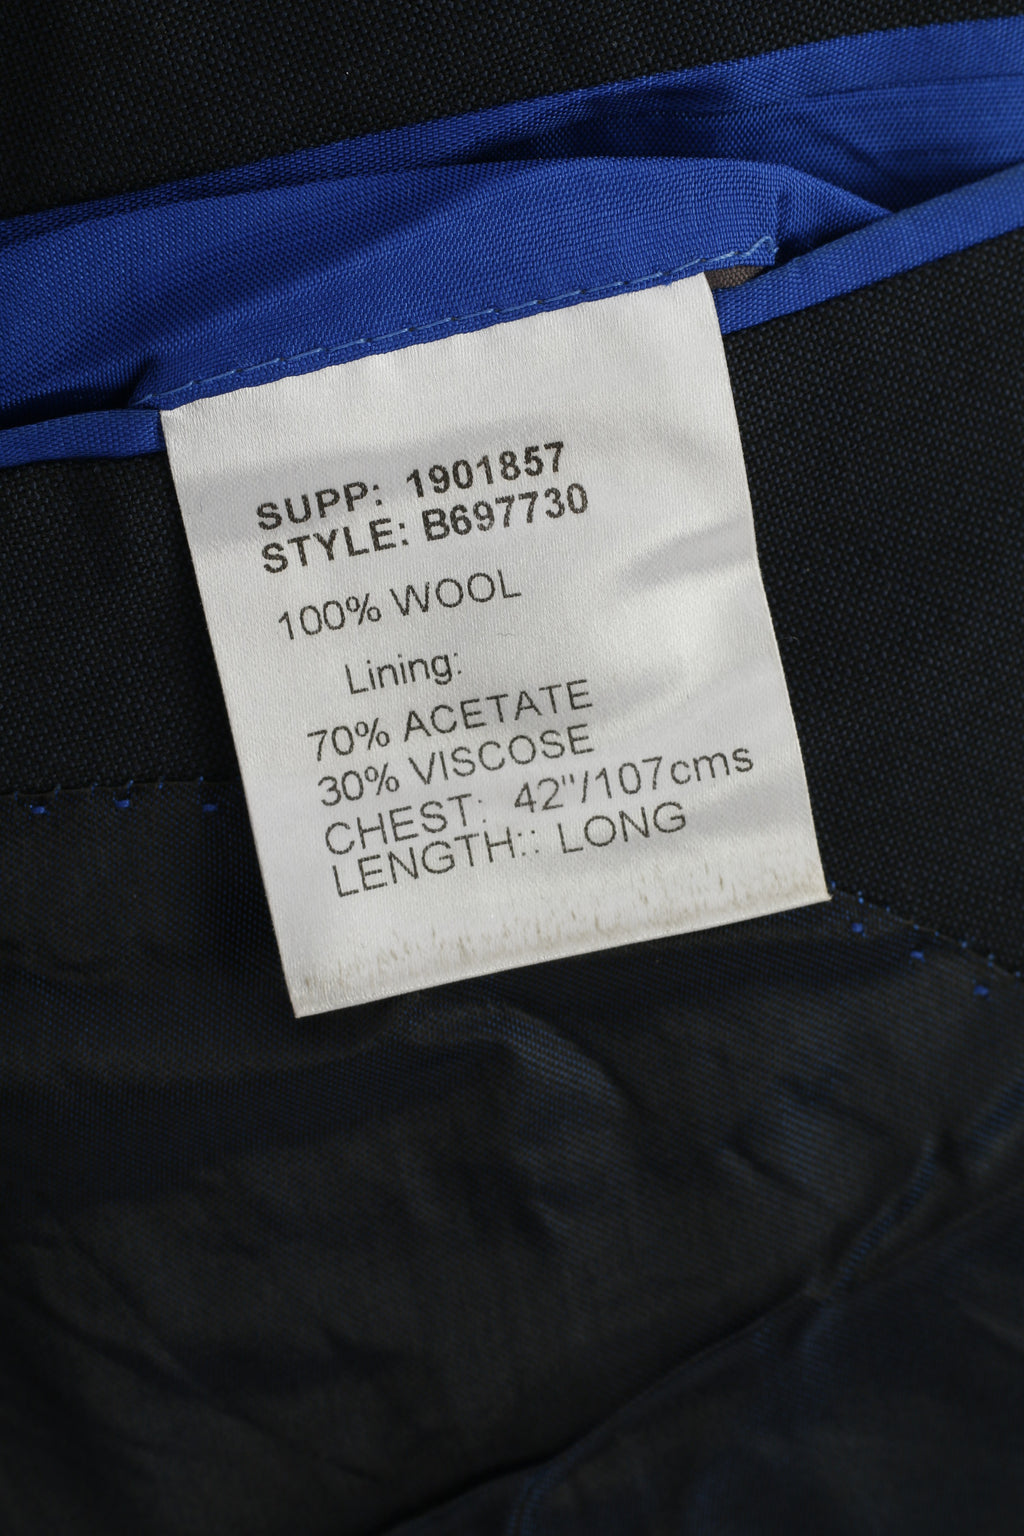 SUPP: 1901857
STYLE: B697730
100% WOOL
Lining:
70% ACETATE
30% VISCOSE
CHEST: 42"/107cms
LENGTH:: LONG